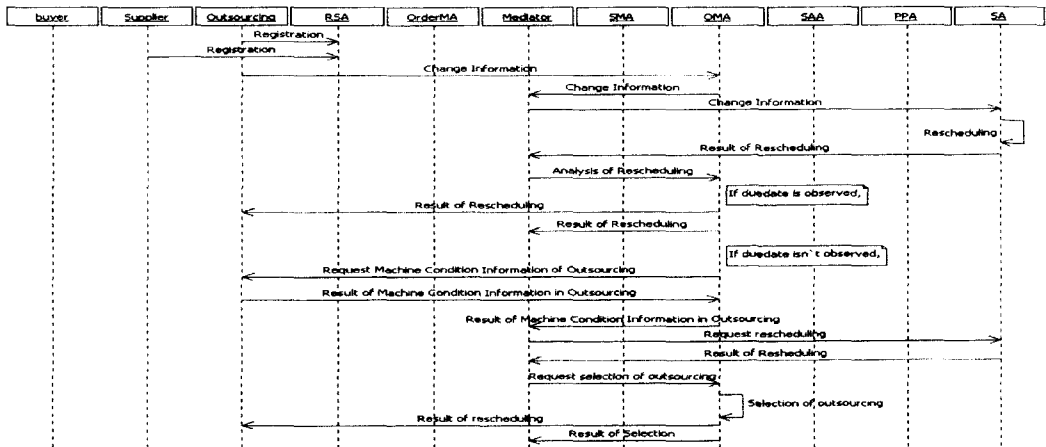 buyer Supplier Outsourcing RSA OrderMA Mediator SMA OMA SAA PPA SA
Registration
Registration
Change Information
Change Information
Change Information
Rescheduling
Result of Rescheduling
Analysis of Rescheduling
If duedate is observed,
Result of Rescheduling
Result of Rescheduling
If duedate isn`t observed,
Request Machine Condition Information of Outsourcing
Result of Machine Condition Information in Outsourcing
Result of Machine Condition Information in Outsourcing
Request rescheduling
Result of Resheduling
Request selection of outsourcing
Selection of outsourcing
Result of rescheduling
Result of Selection